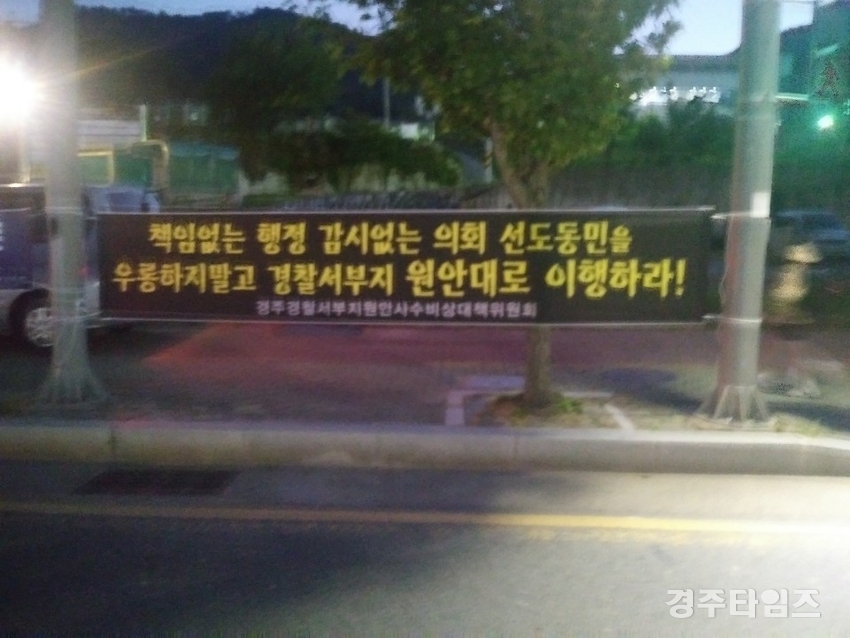 책임없는 행정 감시없는 의회 선도동민을
우롱하지말고 경찰서부지 원안대로 이행하라!
경주경찰서부지원안사수비상대책위원회
경주타임즈